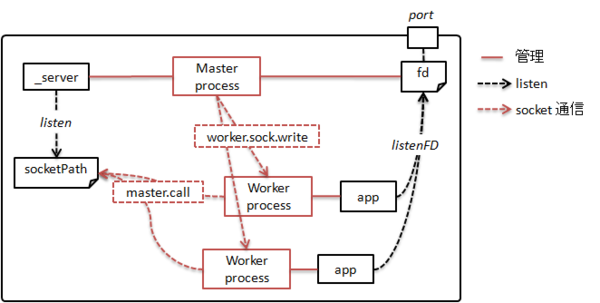 port
_server
Master
process
fd
管理
listen
socket 通信
listen
worker.sock.write
listenFD
socketPath
master.call
Worker
process
app
Worker
process
app